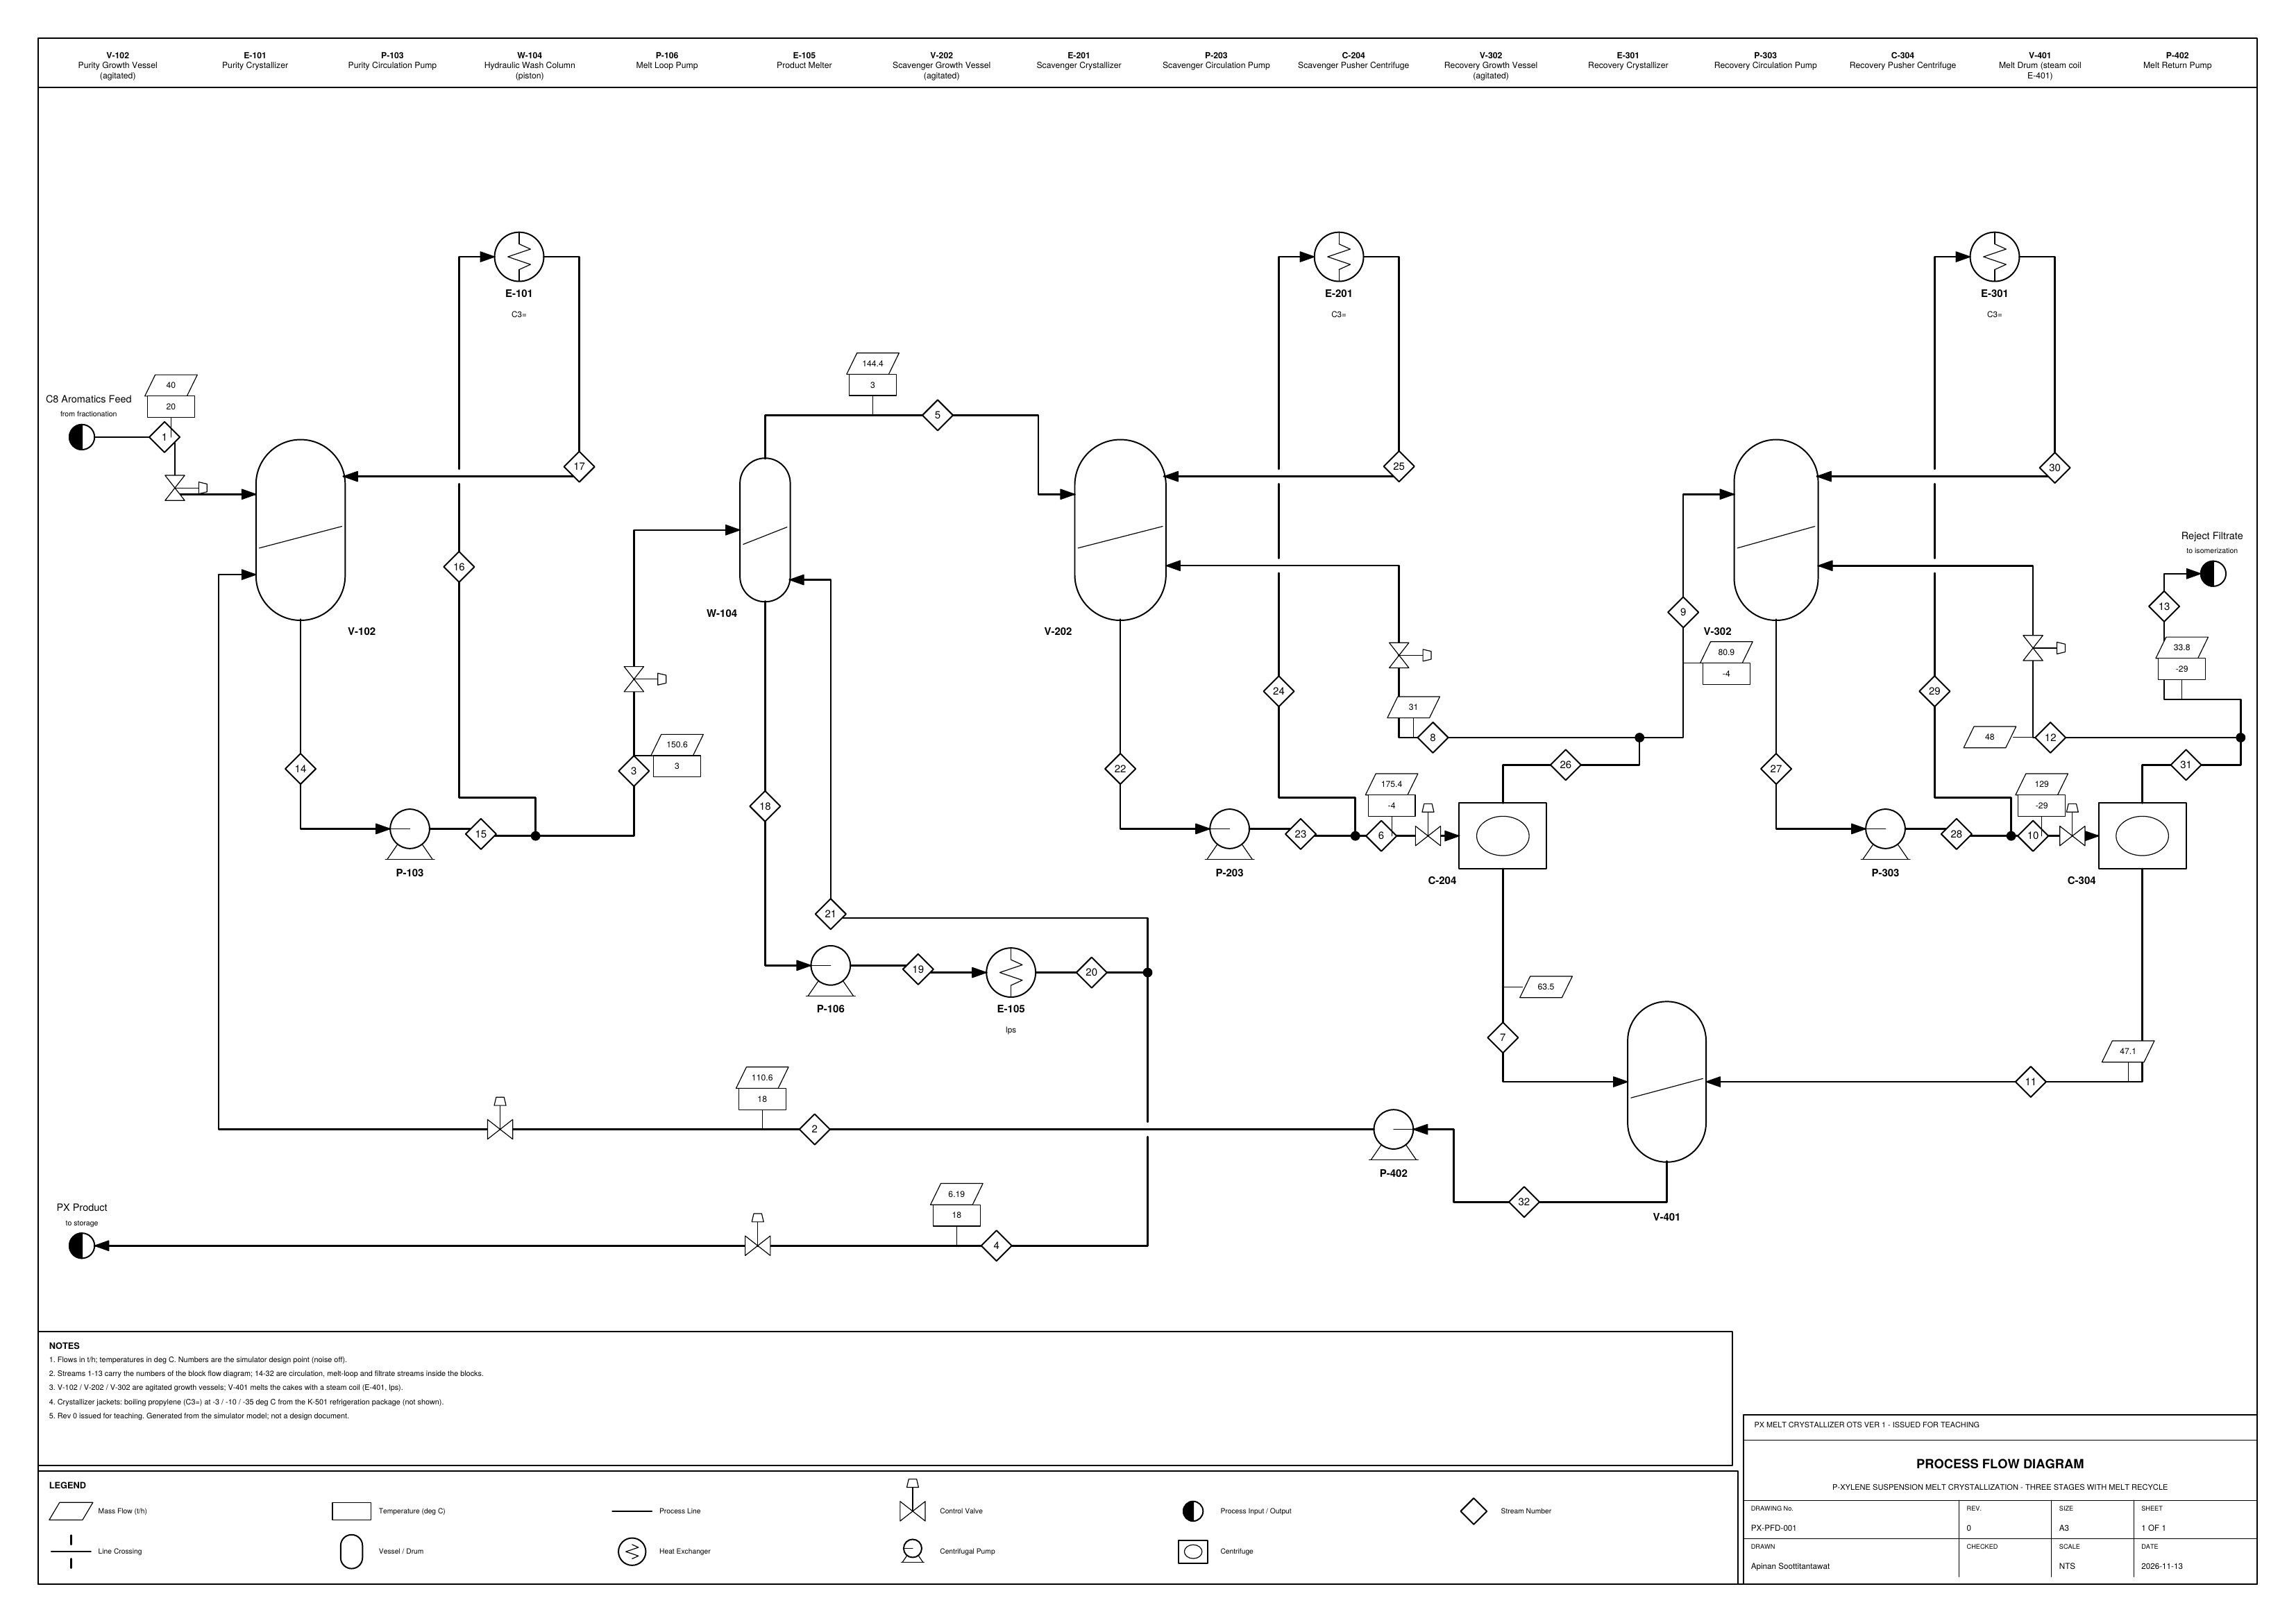 V-102
Purity Growth Vessel
(agitated)
E-101
Purity Crystallizer
P-103
Purity Circulation Pump
W-104
Hydraulic Wash Column
(piston)
P-106
Melt Loop Pump
E-105
Product Melter
V-202
Scavenger Growth Vessel
(agitated)
E-201
Scavenger Crystallizer
P-203
Scavenger Circulation Pump
C-204
Scavenger Pusher Centrifuge
V-302
Recovery Growth Vessel
(agitated)
E-301
Recovery Crystallizer
P-303
Recovery Circulation Pump
C-304
Recovery Pusher Centrifuge
V-401
Melt Drum (steam coil
E-401)
P-402
Melt Return Pump
E-101
C3=
E-201
C3=
E-301
C3=
144.4
3
5
40
20
C8 Aromatics Feed
from fractionation
1
17
25
30
16
Reject Filtrate
to isomerization
13
9
W-104
V-102
V-202
V-302
80.9
-4
33.8
-29
24
29
31
8
48
12
150.6
3
3
14
18
22
26
27
31
175.4
-4
129
-29
15
23
6
28
10
P-103
P-203
C-204
P-303
C-304
21
19
20
P-106
E-105
lps
63.5
7
47.1
11
110.6
18
2
P-402
6.19
18
32
V-401
PX Product
to storage
4
NOTES
1. Flows in t/h; temperatures in deg C. Numbers are the simulator design point (noise off).
2. Streams 1-13 carry the numbers of the block flow diagram; 14-32 are circulation, melt-loop and filtrate streams inside the blocks.
3. V-102 / V-202 / V-302 are agitated growth vessels; V-401 melts the cakes with a steam coil (E-401, lps).
4. Crystallizer jackets: boiling propylene (C3=) at -3 / -10 / -35 deg C from the K-501 refrigeration package (not shown).
5. Rev 0 issued for teaching. Generated from the simulator model; not a design document.
LEGEND
Mass Flow (t/h)
Temperature (deg C)
Process Line
Control Valve
Process Input / Output
Stream Number
Line Crossing
Vessel / Drum
Heat Exchanger
Centrifugal Pump
Centrifuge
PX MELT CRYSTALLIZER OTS VER 1 - ISSUED FOR TEACHING
PROCESS FLOW DIAGRAM
P-XYLENE SUSPENSION MELT CRYSTALLIZATION - THREE STAGES WITH MELT RECYCLE
DRAWING No.
REV.
SIZE
SHEET
PX-PFD-001
0
A3
1 OF 1
DRAWN
CHECKED
SCALE
DATE
Apinan Soottitantawat
NTS
2026-11-13